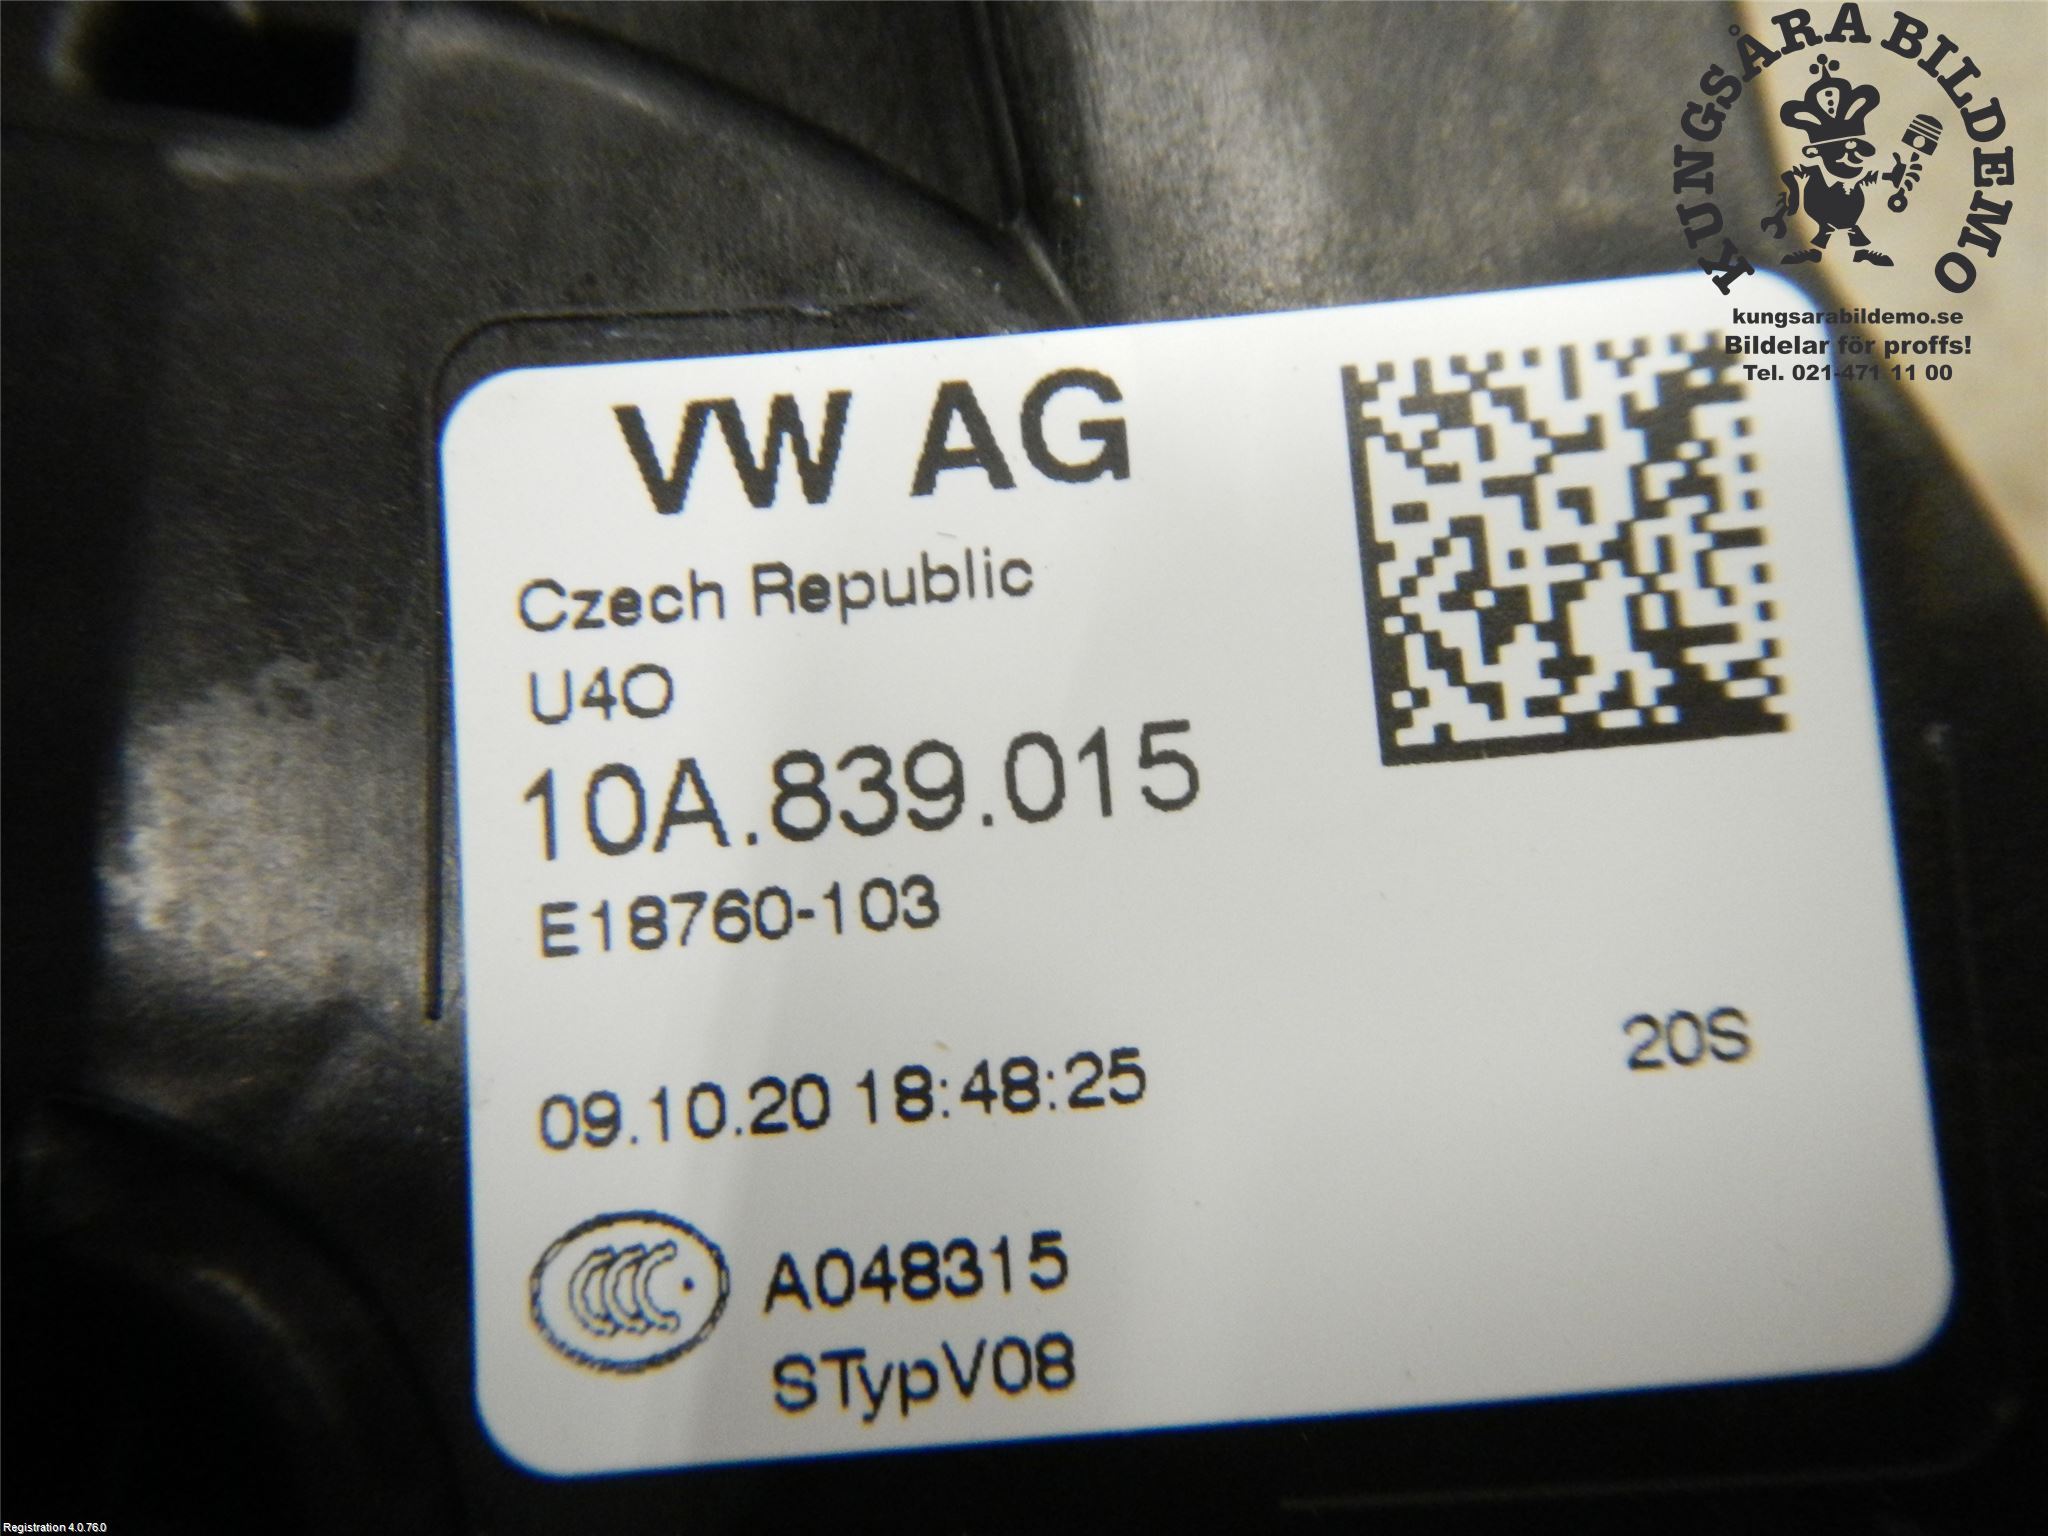 KUNGSÅRA BILDEMO
kungsarabildemo.se
Bildelar för proffs!
Tel. 021-471 11 00
VW AG
Czech Republic
U4O
10A.839.015
E18760-103
20S
09.10.20 18:48:25
CCC
A048315
STypV08
Registration 4.0.76.0